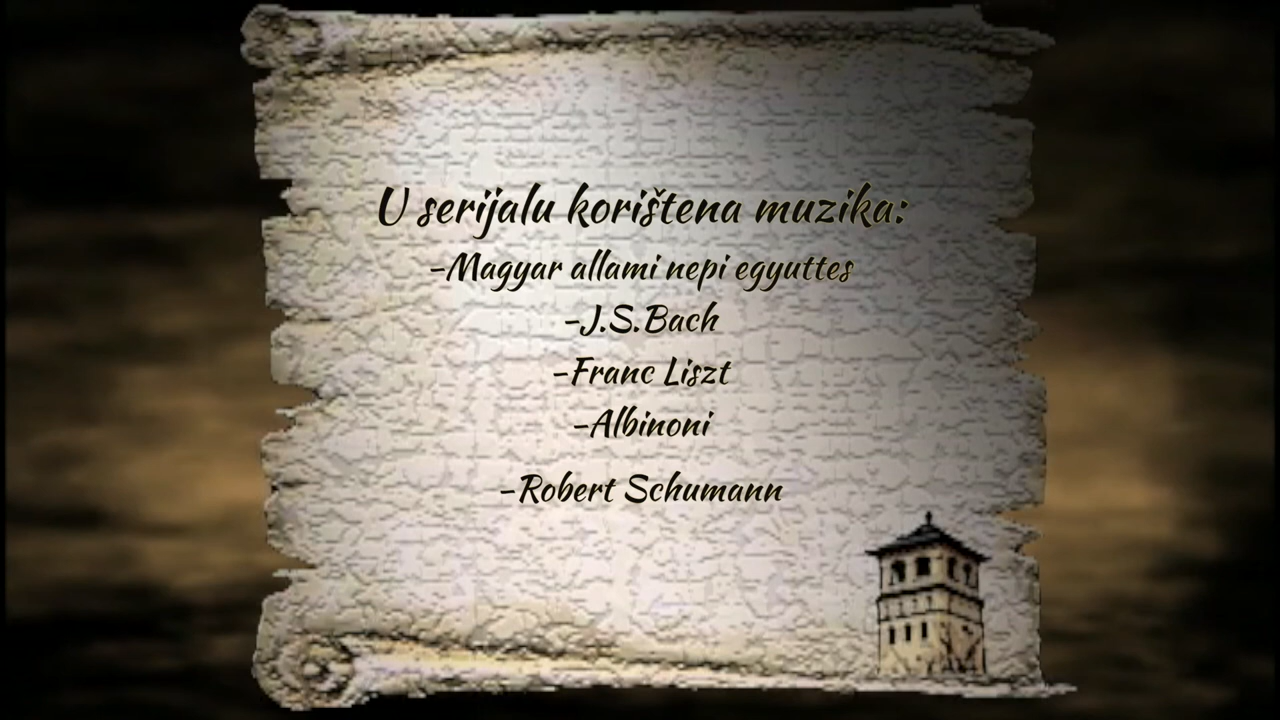 U serijalu korištena muzika:
-Magyar allami nepi egyuttes
-J.S.Bach
-Franc Liszt
-Albinoni
-Robert Schumann